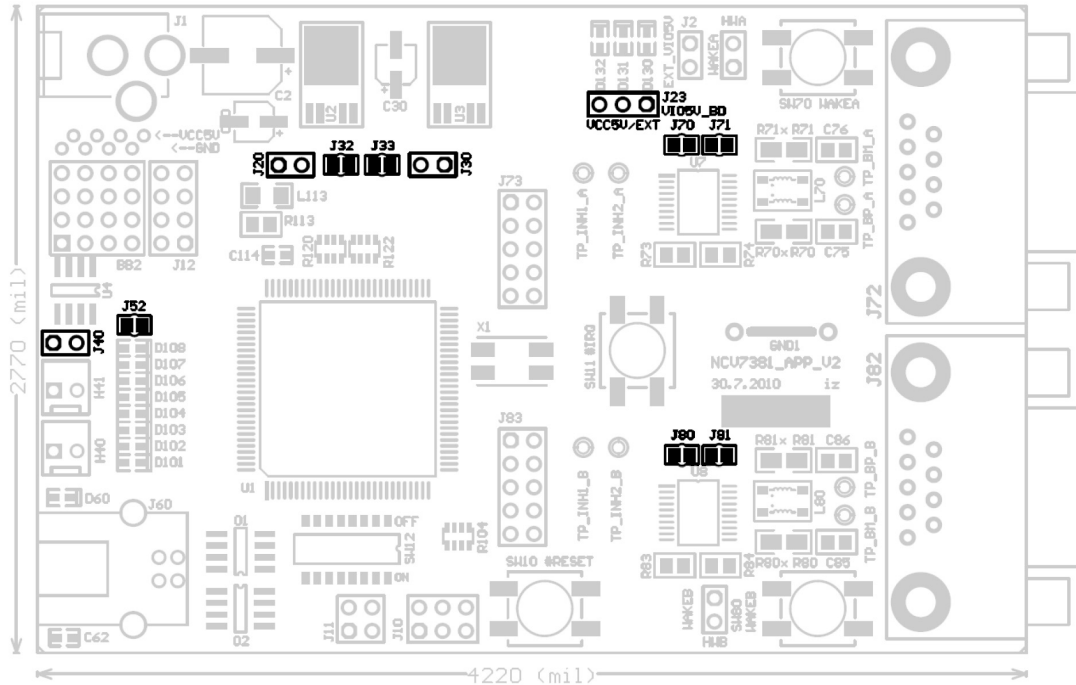 J1
C2
U2
C30
U3
D132
D131
D130
EXT_VIO5V
J2
WAKEA
HWA
SW70 WAKEA
J23
VIO5V_BD
VCC5V/EXT
<--VCC5V
<--GND
J20
J32
J33
J30
J70
J71
U7
R71x R71
C76
TP_BM_A
L70
TP_BP_A
R70x R70
C75
J72
L113
R113
C114
R120
R122
J73
TP_INH1_A
TP_INH2_A
R73
R74
BB2
J12
U4
J52
J40
H41
H40
D108
D107
D106
D105
D104
D103
D102
D101
X1
SW11 @IRQ
GND1
NCV7381_APP_V2
30.7.2010 iz
J82
J83
J80
J81
U8
R81x R81
C86
TP_BP_B
L80
TP_BM_B
R80x R80
C85
TP_INH1_B
TP_INH2_B
R83
R84
U1
D60
J60
OFF
SW12
ON
R104
SW10 @RESET
J11
J10
WAKEB
HWB
SW80
WAKEB
C62
2770 (mil)
4220 (mil)